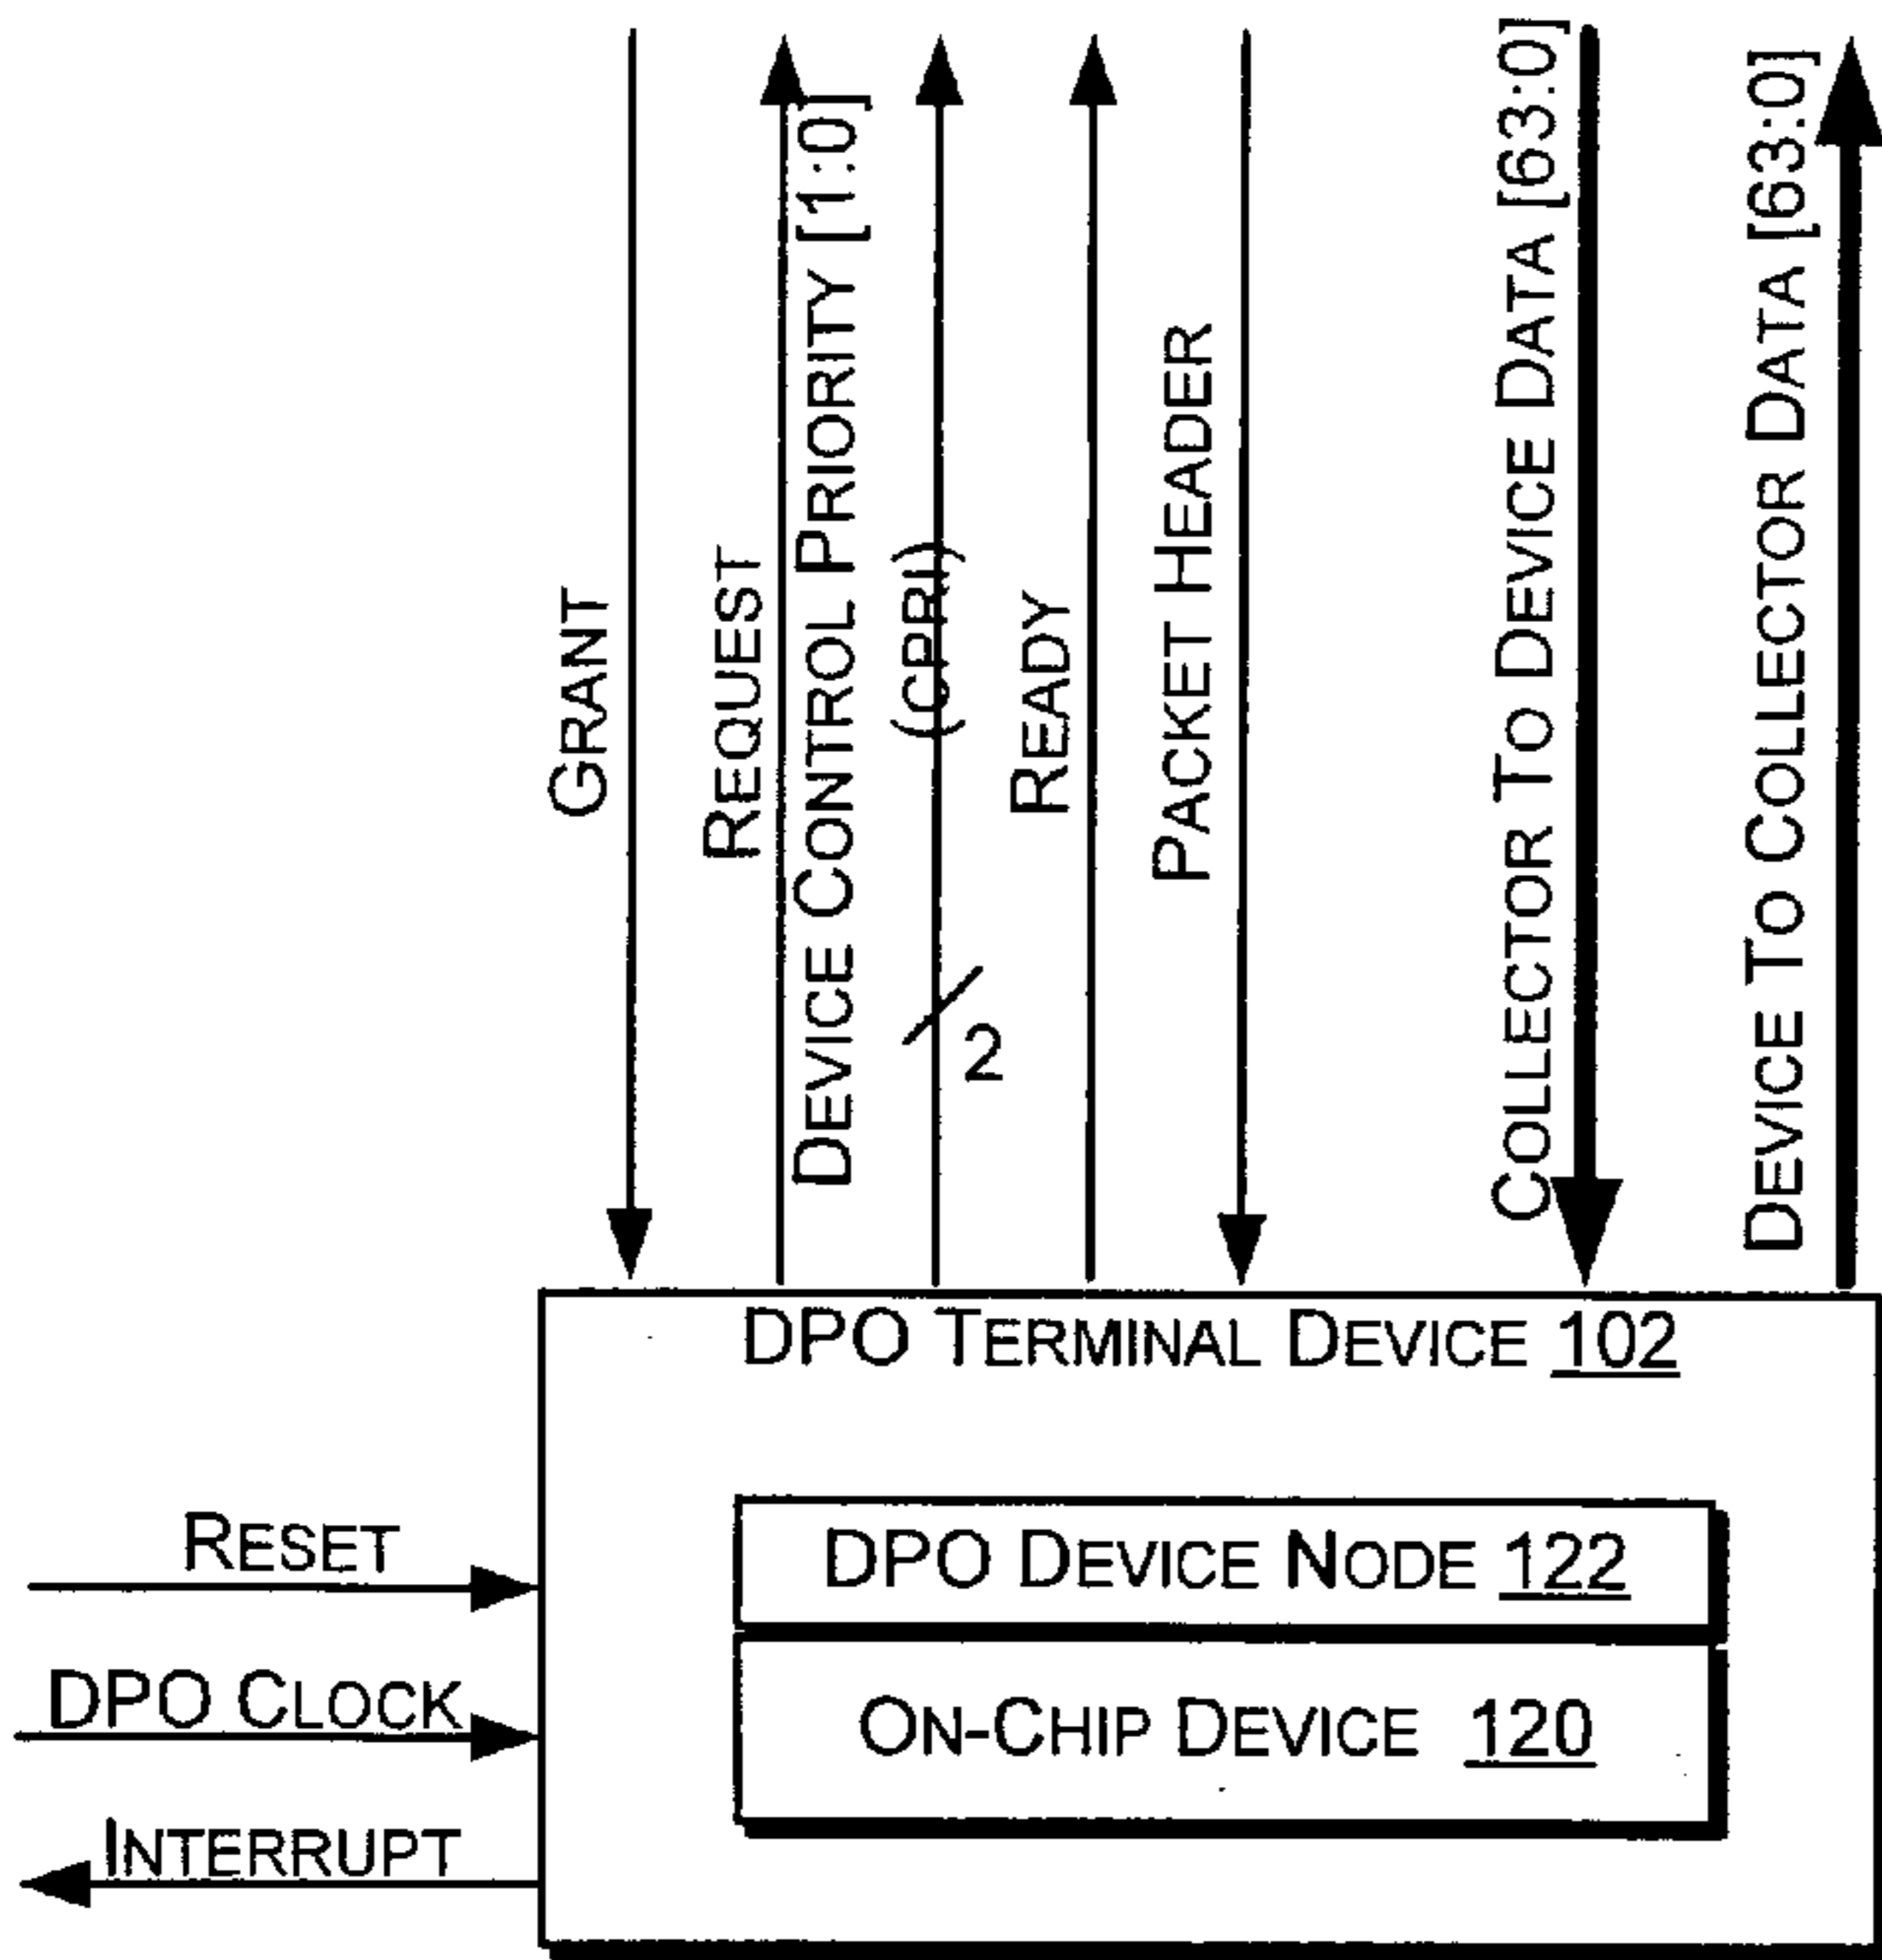 GRANT
REQUEST
DEVICE CONTROL PRIORITY [1:0]
(CPRI)
2
READY
PACKET HEADER
COLLECTOR TO DEVICE DATA [63:0]
DEVICE TO COLLECTOR DATA [63:0]
DPO TERMINAL DEVICE 102
RESET
DPO CLOCK
INTERRUPT
DPO DEVICE NODE 122
ON-CHIP DEVICE 120